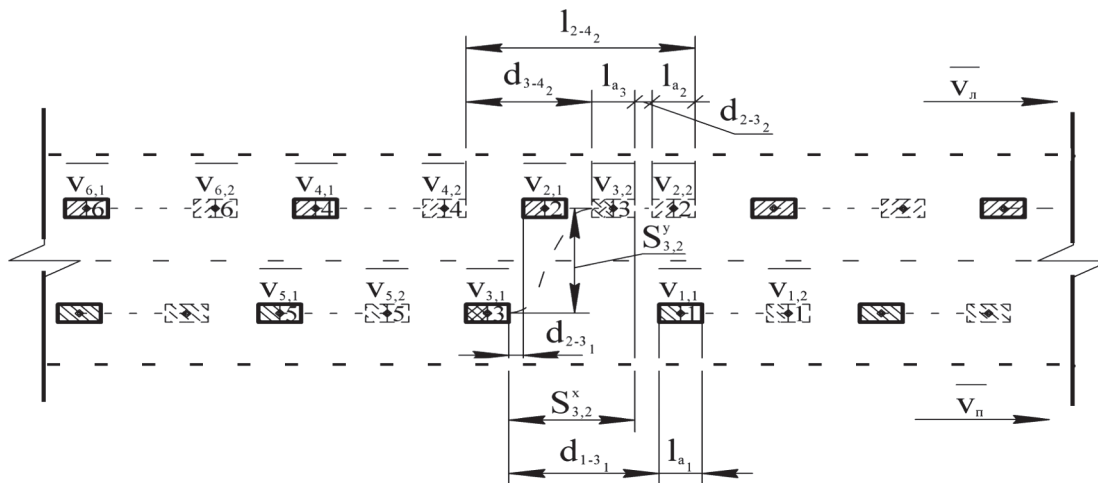 l₂₋₄₂
d₃₋₄₂ lₐ₃ lₐ₂
v̅л
d₂₋₃₂
v₆,₁ v₆,₂ v₄,₁ v₄,₂ v₂,₁ v₃,₂ v₂,₂
6 6 4 4 2 3 2
Sʸ₃,₂
v₅,₁ v₅,₂ v₃,₁ v₁,₁ v₁,₂
5 5 3 1 1
d₂₋₃₁
Sˣ₃,₂
v̅п
d₁₋₃₁ lₐ₁